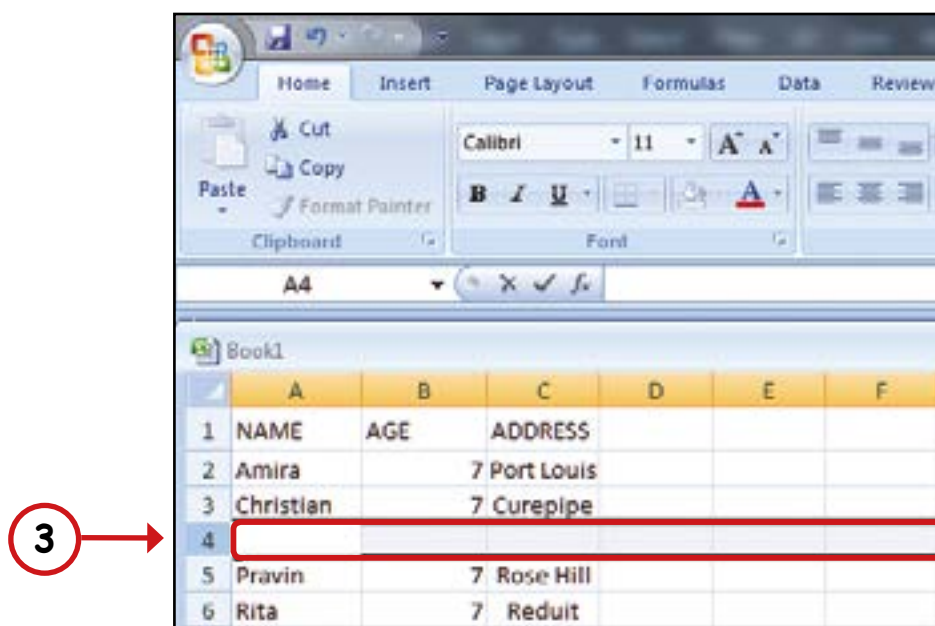 Home Insert Page Layout Formulas Data Review
Cut
Copy
Format Painter
Paste
Clipboard
Calibri 11 A A
B I U A
Font
A4 fx
Book1
A B C D E F
1 NAME AGE ADDRESS
2 Amira 7 Port Louis
3 Christian 7 Curepipe
3
4
5 Pravin 7 Rose Hill
6 Rita 7 Reduit